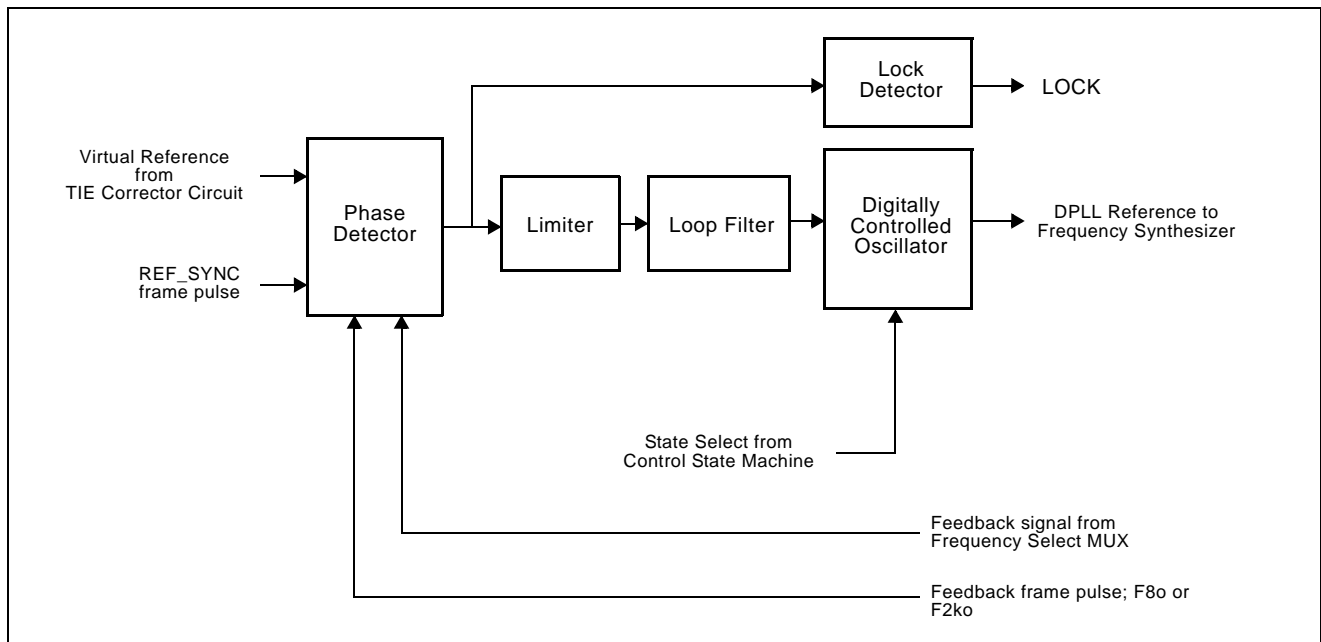 Lock
Detector
LOCK
Virtual Reference
from
TIE Corrector Circuit
Phase
Detector
Limiter
Loop Filter
Digitally
Controlled
Oscillator
DPLL Reference to
Frequency Synthesizer
REF_SYNC
frame pulse
State Select from
Control State Machine
Feedback signal from
Frequency Select MUX
Feedback frame pulse; F8o or
F2ko